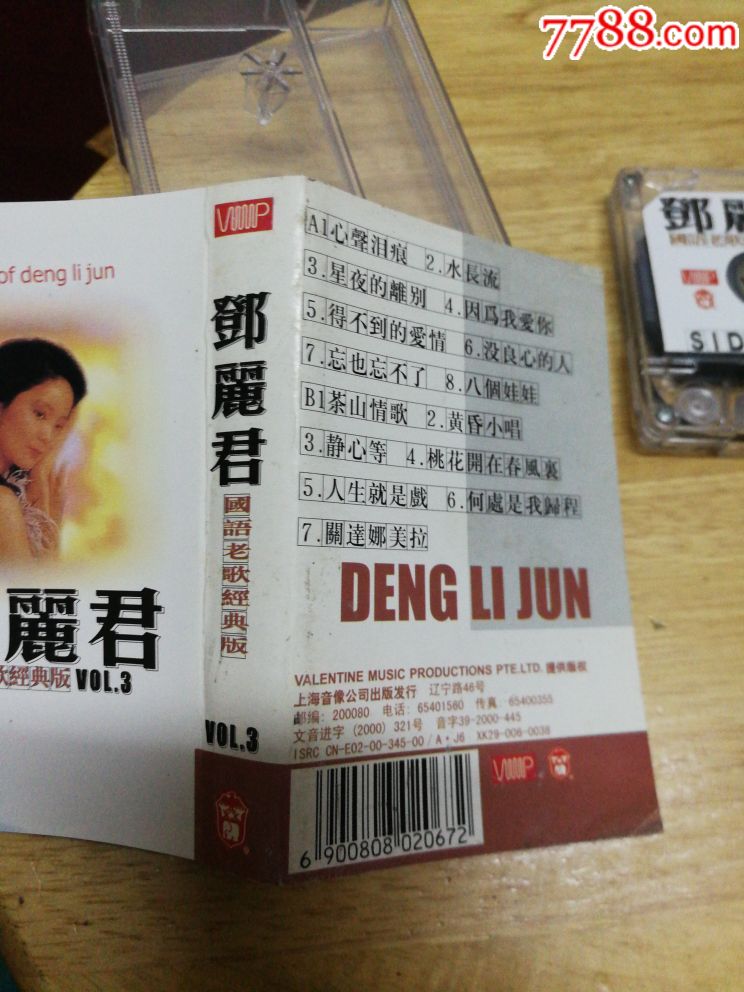 7788.com
of deng li jun
麗君
歌經典版 VOL.3
VMP
鄧麗君
國語老歌經典版
VOL.3
A1心聲泪痕 2.水長流
3.星夜的離别 4.因爲我愛你
5.得不到的愛情 6.没良心的人
7.忘也忘不了 8.八個娃娃
B1茶山情歌 2.黄昏小唱
3.静心等 4.桃花開在春風裏
5.人生就是戲 6.何處是我歸程
7.關達娜美拉
DENG LI JUN
VALENTINE MUSIC PRODUCTIONS PTE.LTD. 提供版权
上海音像公司出版发行 辽宁路46号
邮编: 200080 电话: 65401560 传真: 65400355
文音进字 (2000) 321号 音字39-2000-445
ISRC CN-E02-00-345-00/A·J6 XK29-006-0038
VMP
6 900808 020672
鄧麗
國語老歌
VMP
SID